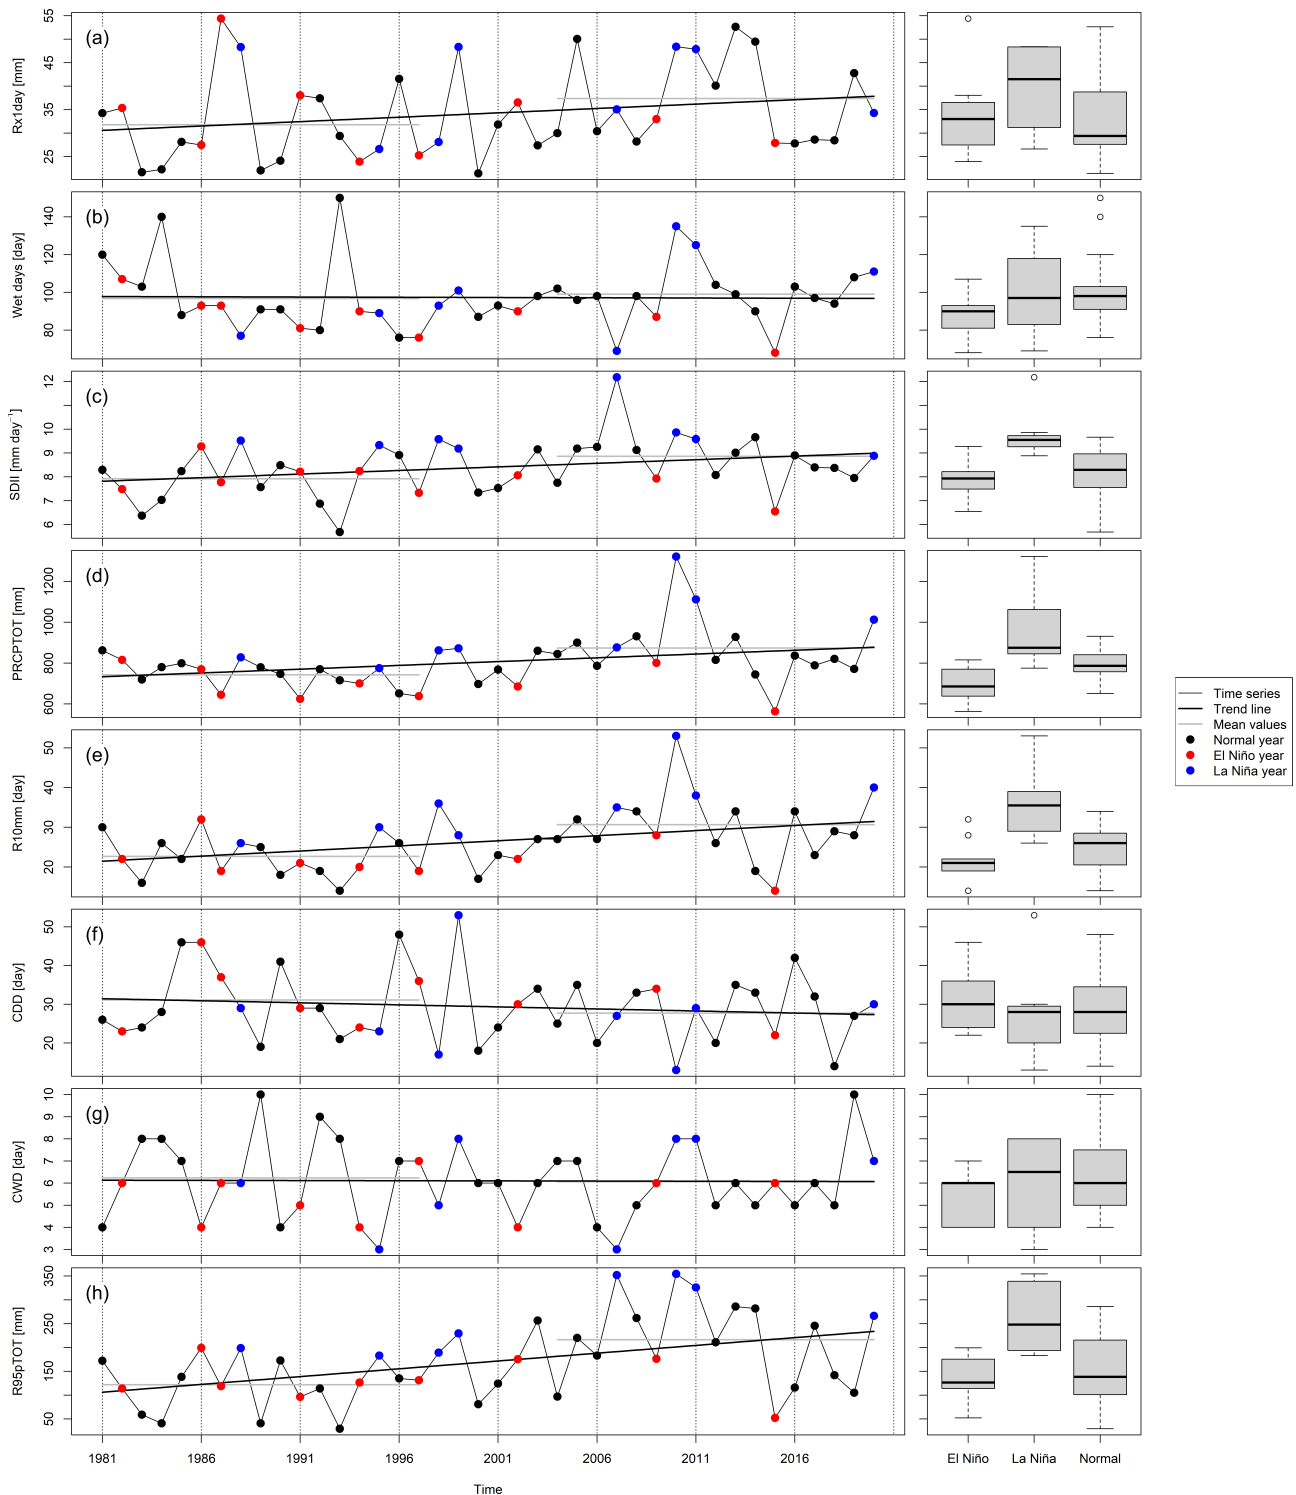 (a)
Rx1day [mm]
55
45
35
25
(b)
Wet days [day]
140
120
100
80
(c)
SDII [mm day⁻¹]
12
10
9
8
7
6
(d)
PRCPTOT [mm]
1200
1000
800
600
(e)
R10mm [day]
50
40
30
20
(f)
CDD [day]
50
40
30
20
(g)
CWD [day]
10
9
8
7
6
5
4
3
(h)
R95pTOT [mm]
350
250
150
50
1981 1986 1991 1996 2001 2006 2011 2016
Time
El Niño La Niña Normal
Time series
Trend line
Mean values
Normal year
El Niño year
La Niña year